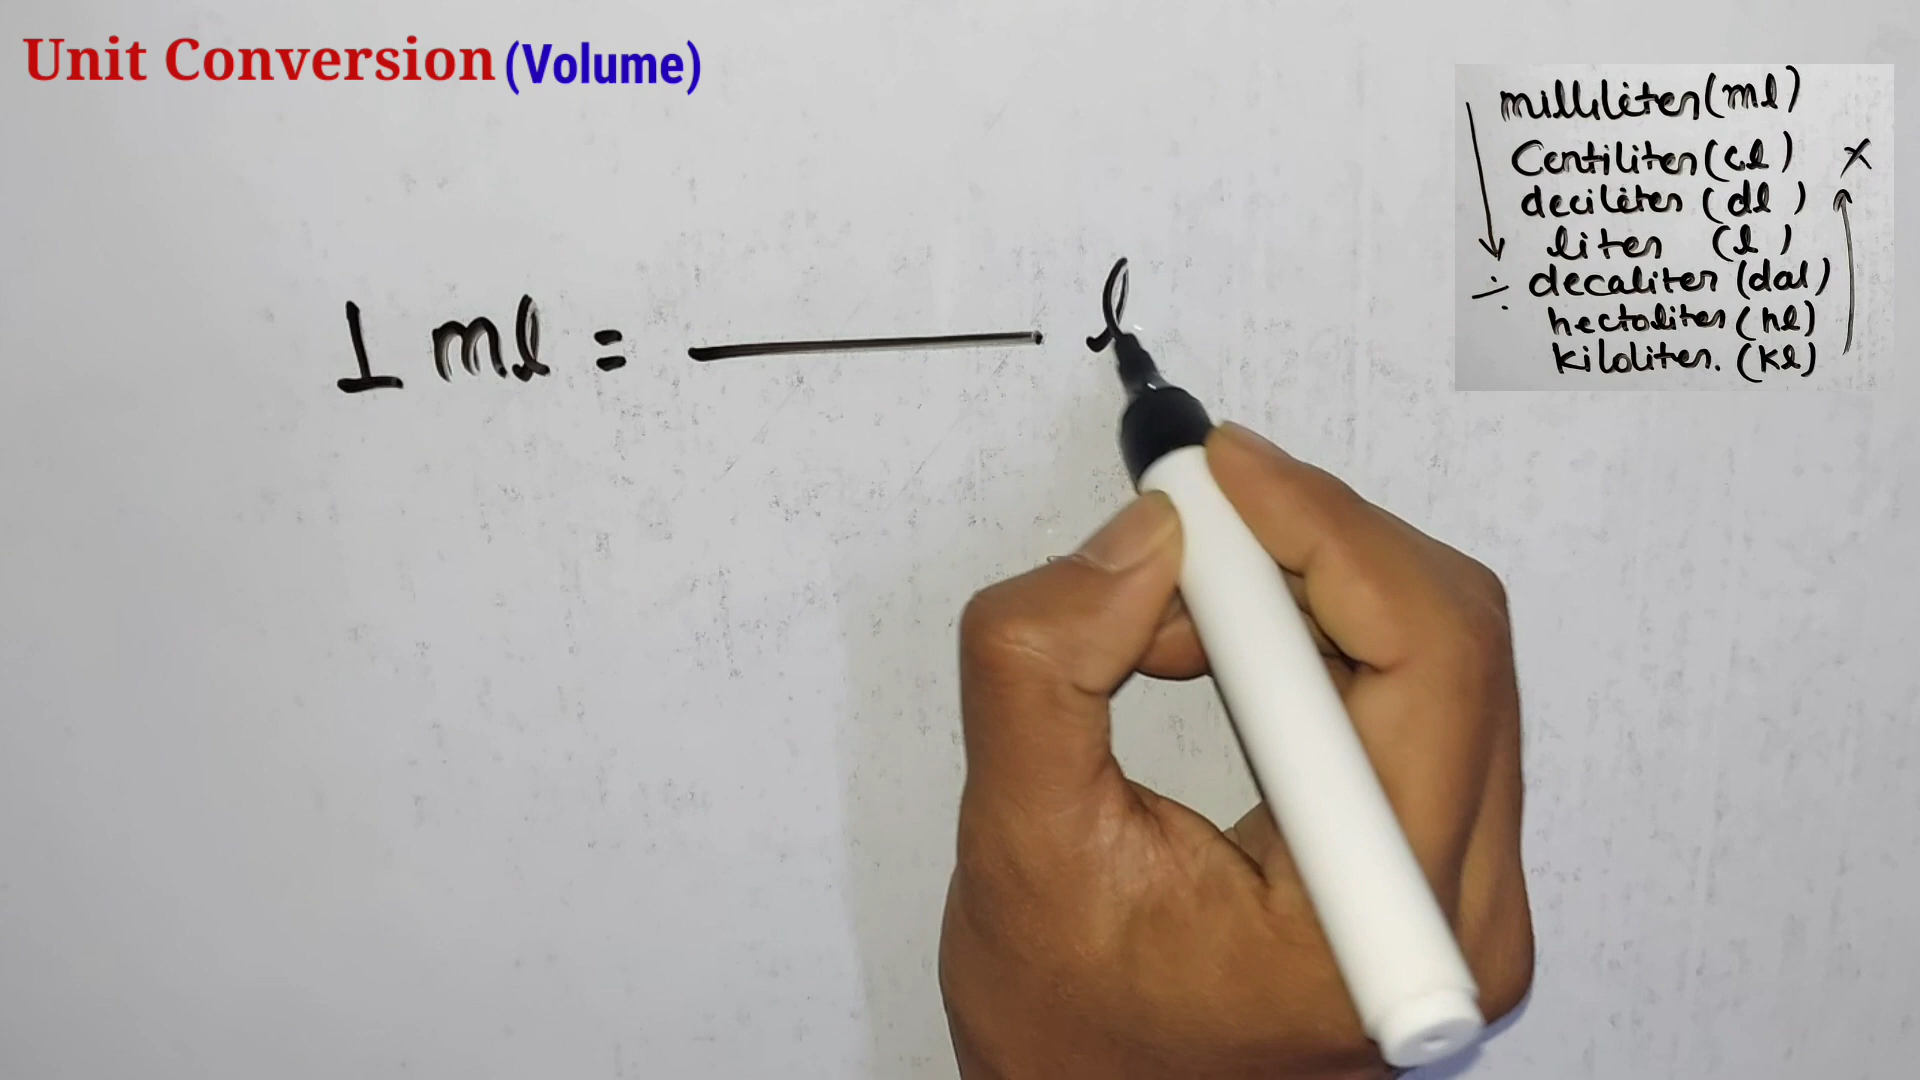 Unit Conversion (Volume)
milliliter (ml)
Centiliter (cl) ×
deciliter (dl)
liter (l)
÷ decaliter (dal)
hectoliter (hl)
kiloliter. (kl)
1 ml = ______ l